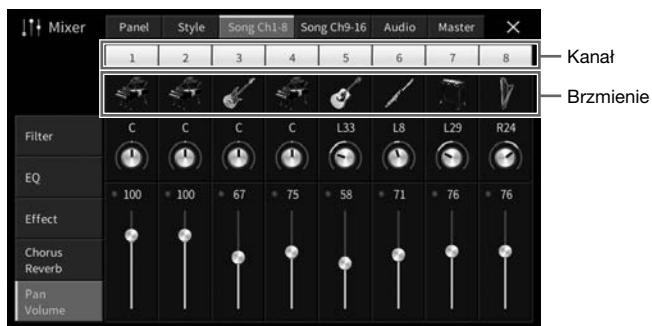 Mixer Panel Style Song Ch1-8 Song Ch9-16 Audio Master ✕
1 2 3 4 5 6 7 8 Kanał
Brzmienie
Filter
C C C C L33 L8 L29 R24
EQ
100 100 67 75 58 71 76 76
Effect
Chorus
Reverb
Pan
Volume